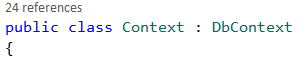 24 references
public class Context : DbContext
{